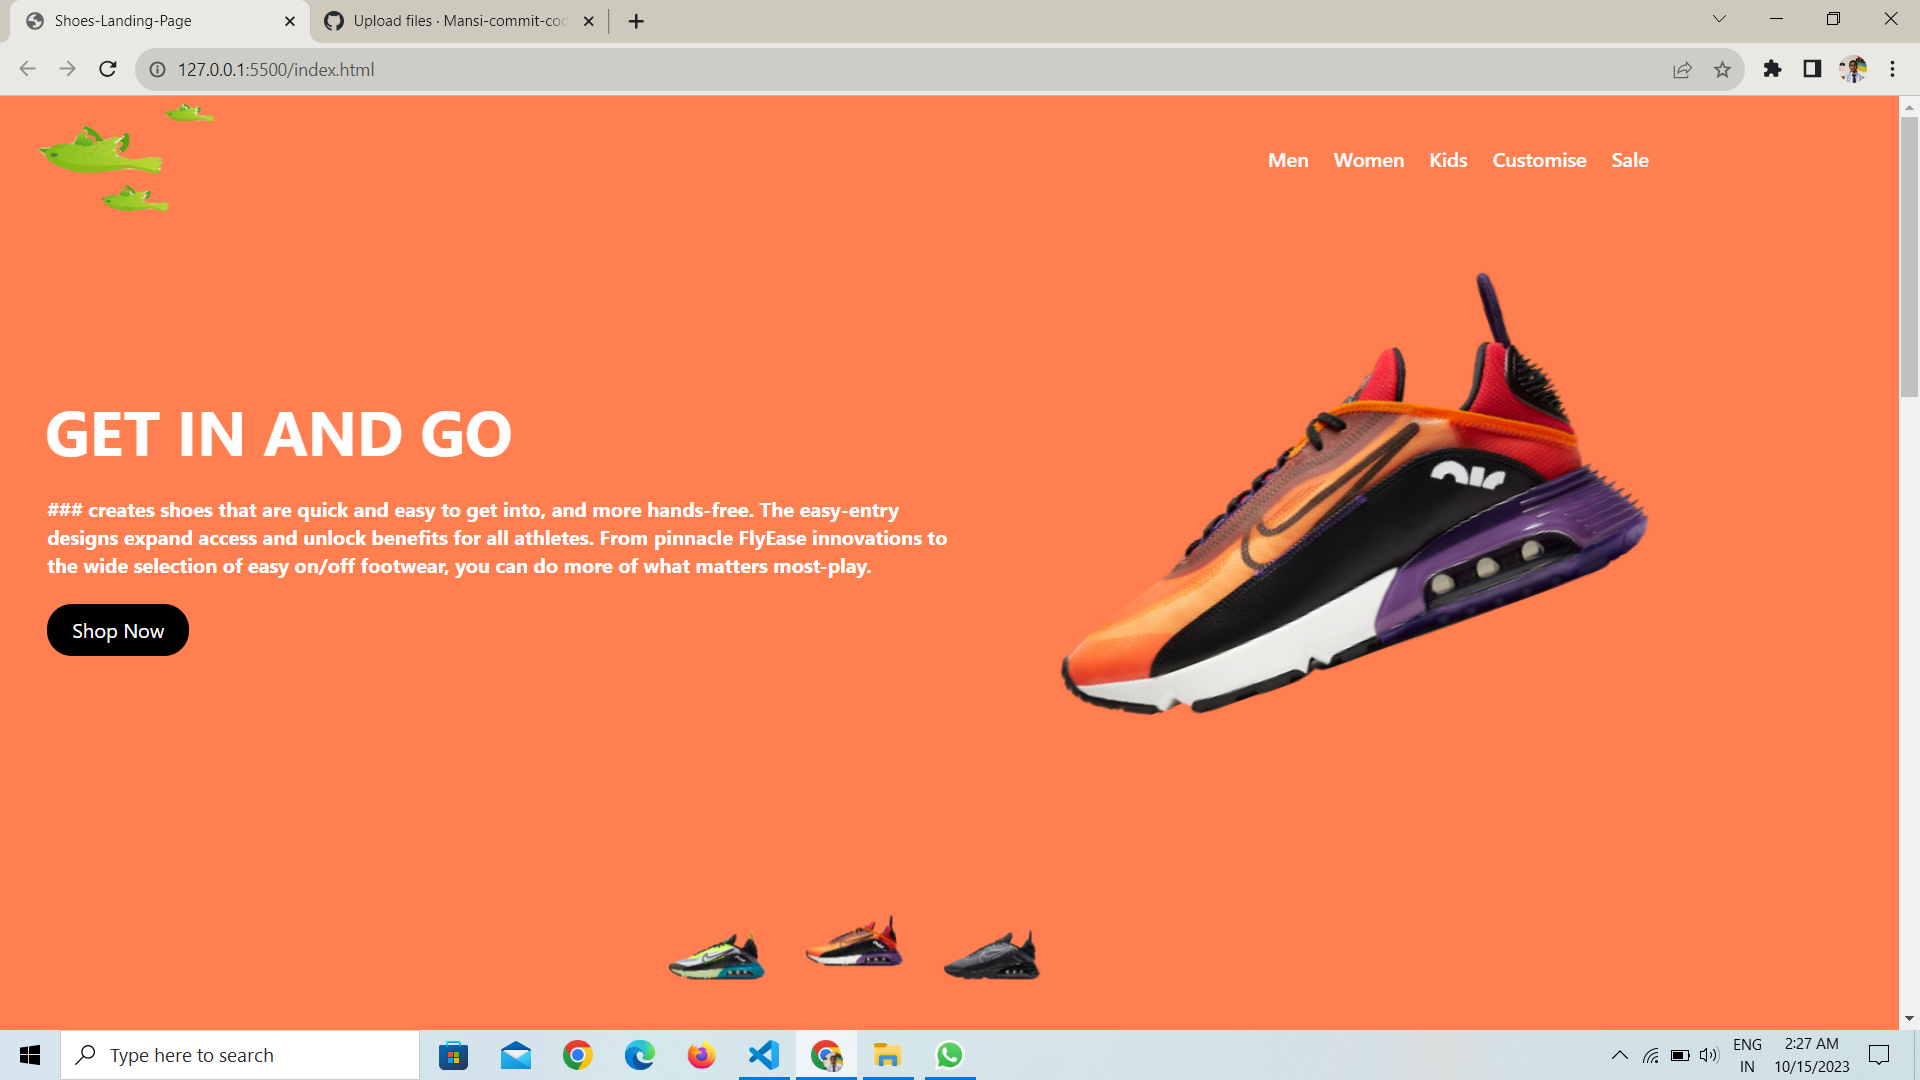 Shoes-Landing-Page
Upload files · Mansi-commit-coo
127.0.0.1:5500/index.html
Men Women Kids Customise Sale
GET IN AND GO
### creates shoes that are quick and easy to get into, and more hands-free. The easy-entry
designs expand access and unlock benefits for all athletes. From pinnacle FlyEase innovations to
the wide selection of easy on/off footwear, you can do more of what matters most-play.
Shop Now
Type here to search
ENG
IN
2:27 AM
10/15/2023